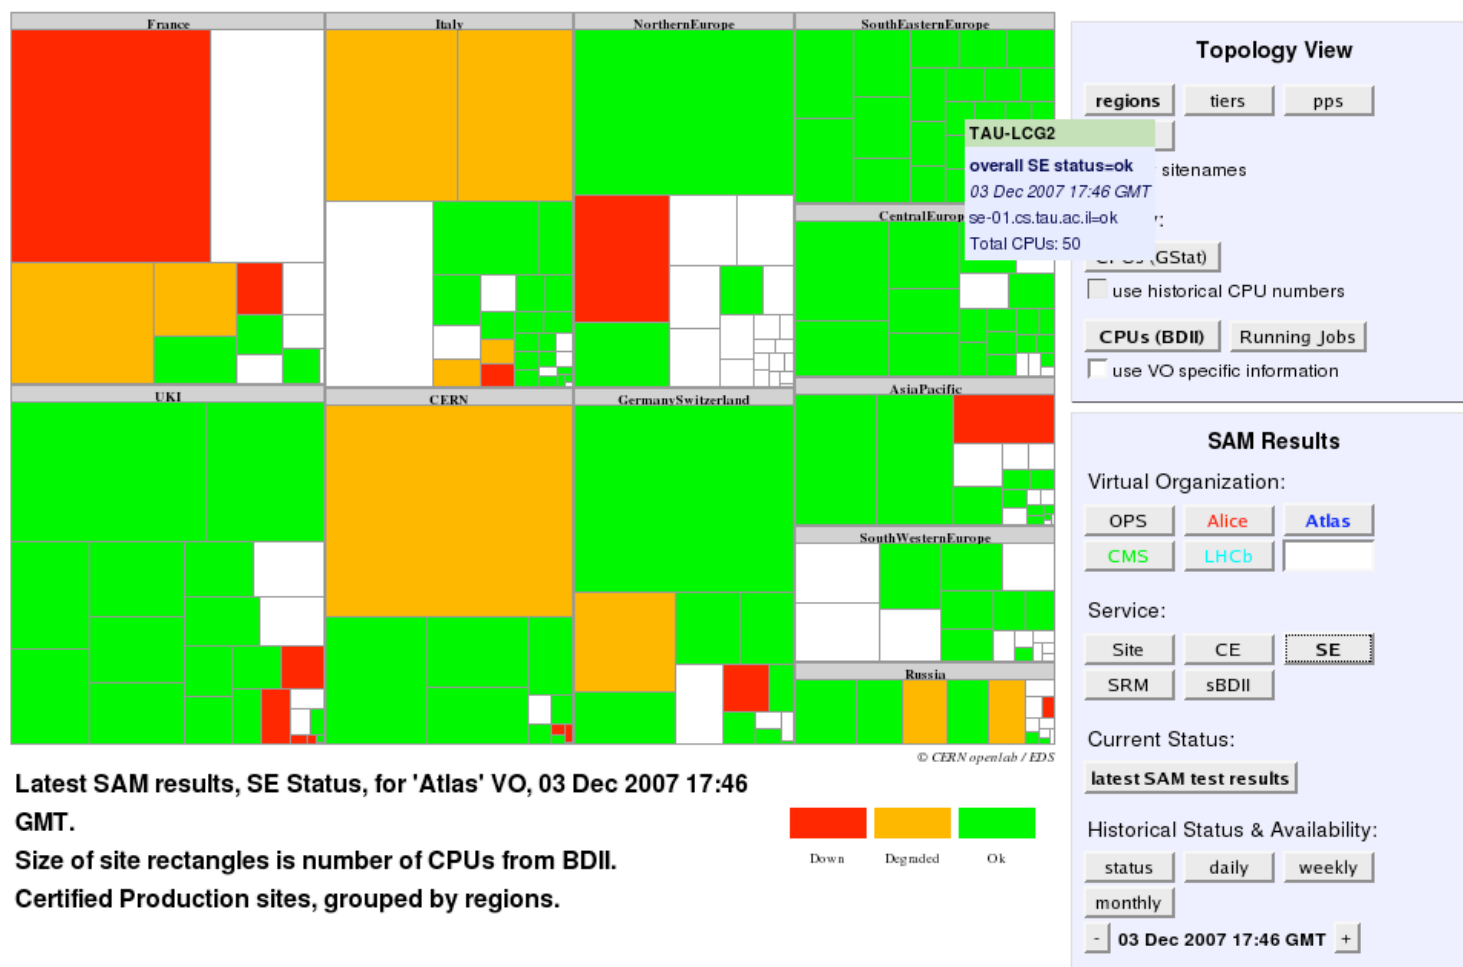 France
Italy
NorthernEurope
SouthEasternEurope
TAU-LCG2
overall SE status=ok
03 Dec 2007 17:46 GMT
se-01.cs.tau.ac.il=ok
Total CPUs: 50
UKI
CERN
GermanySwitzerland
AsiaPacific
SouthWesternEurope
Russia
© CERN openlab / EDS
Latest SAM results, SE Status, for 'Atlas' VO, 03 Dec 2007 17:46
GMT.
Size of site rectangles is number of CPUs from BDII.
Certified Production sites, grouped by regions.
Down Degraded Ok
Topology View
regions tiers pps
sitenames
(GStat)
use historical CPU numbers
CPUs (BDII) Running Jobs
use VO specific information
SAM Results
Virtual Organization:
OPS Alice Atlas
CMS LHCb
Service:
Site CE SE
SRM sBDII
Current Status:
latest SAM test results
Historical Status & Availability:
status daily weekly
monthly
- 03 Dec 2007 17:46 GMT +